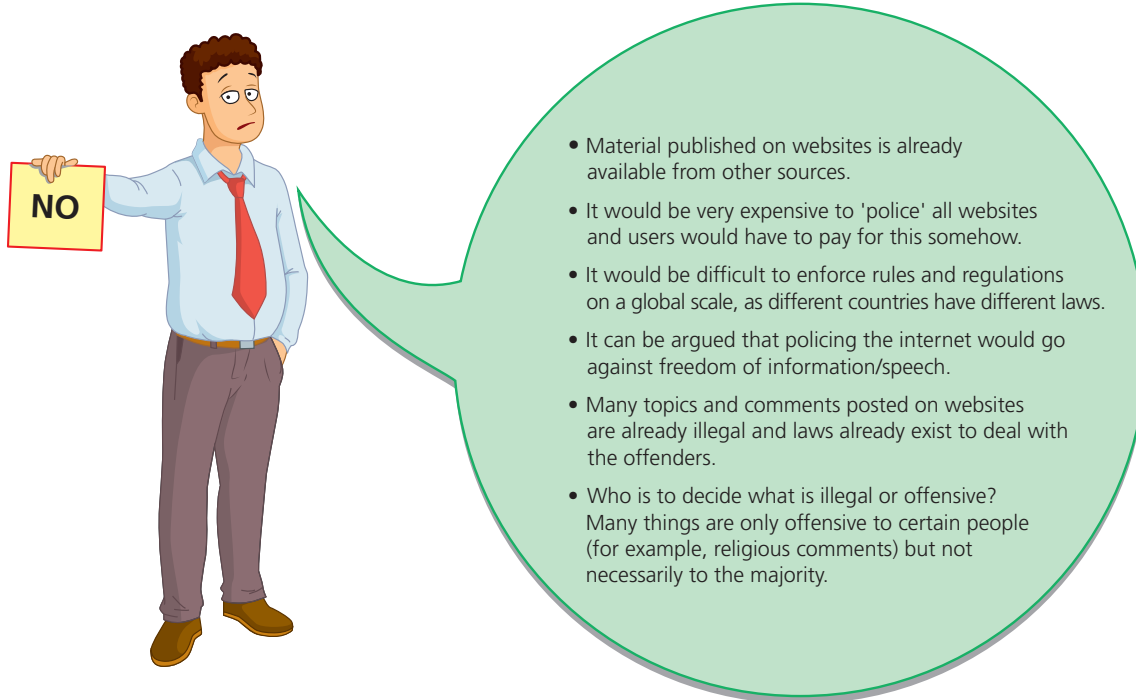 NO
• Material published on websites is already
available from other sources.
• It would be very expensive to 'police' all websites
and users would have to pay for this somehow.
• It would be difficult to enforce rules and regulations
on a global scale, as different countries have different laws.
• It can be argued that policing the internet would go
against freedom of information/speech.
• Many topics and comments posted on websites
are already illegal and laws already exist to deal with
the offenders.
• Who is to decide what is illegal or offensive?
Many things are only offensive to certain people
(for example, religious comments) but not
necessarily to the majority.